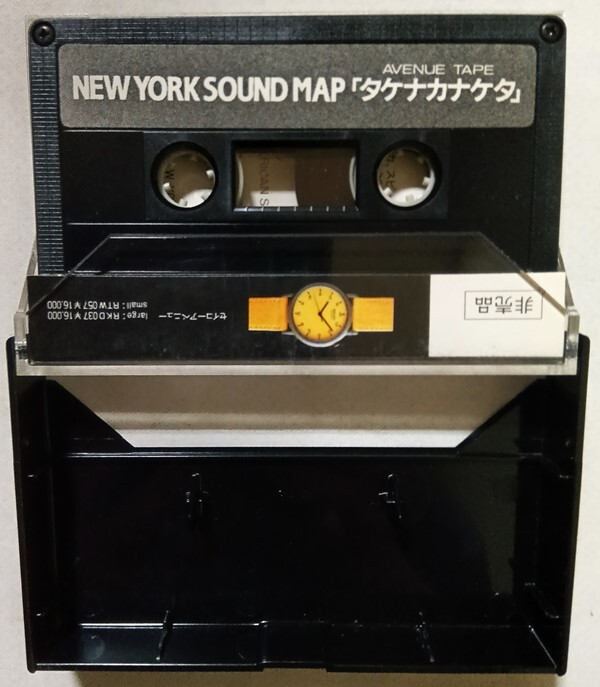 AVENUE TAPE
NEW YORK SOUND MAP「タケナカナケタ」
RICAN S
非売品
セイコーアベニュー
large：RKD037 ¥16,000
small：RTW057 ¥16,000